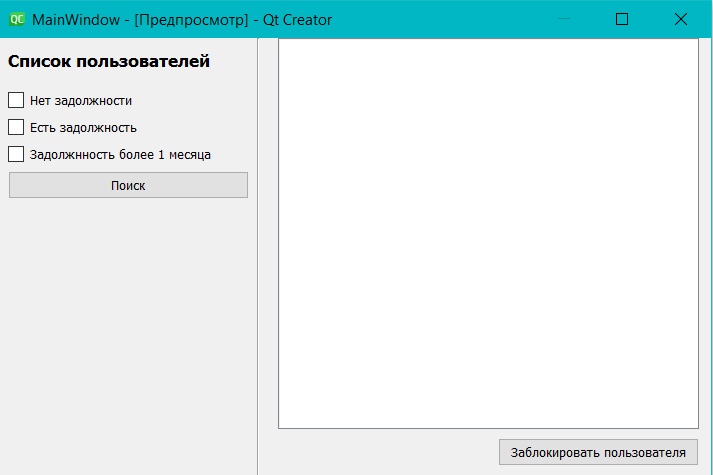 QC MainWindow - [Предпросмотр] - Qt Creator
Список пользователей
Нет задолжности
Есть задолжность
Задолжнность более 1 месяца
Поиск
Заблокировать пользователя